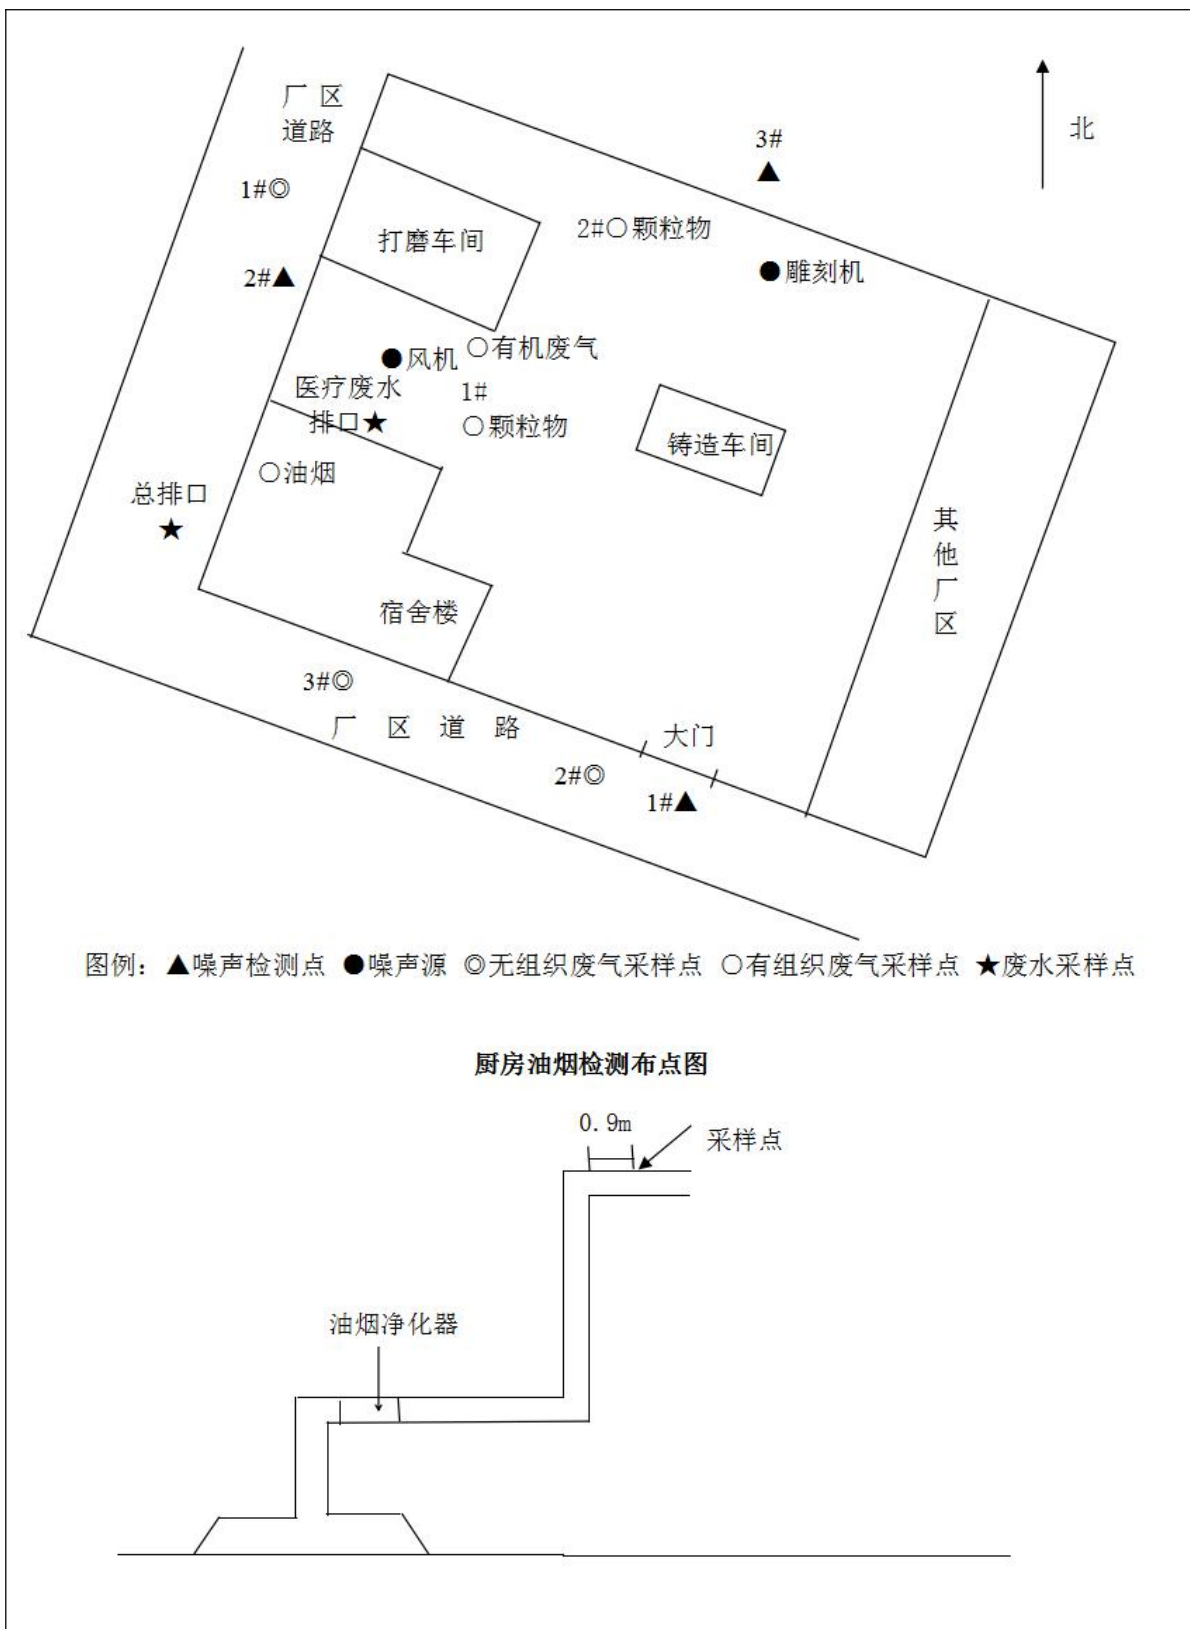 厂 区
道路
3#
▲
北
1#◎
2#○颗粒物
打磨车间
●雕刻机
2#▲
○有机废气
●风机
医疗废水
排口★
1#
○颗粒物
铸造车间
○油烟
总排口
★
其
他
厂
区
宿舍楼
3#◎
厂 区 道 路
大门
2#◎
1#▲
图例：▲噪声检测点 ●噪声源 ◎无组织废气采样点 ○有组织废气采样点 ★废水采样点
厨房油烟检测布点图
0.9m
采样点
油烟净化器